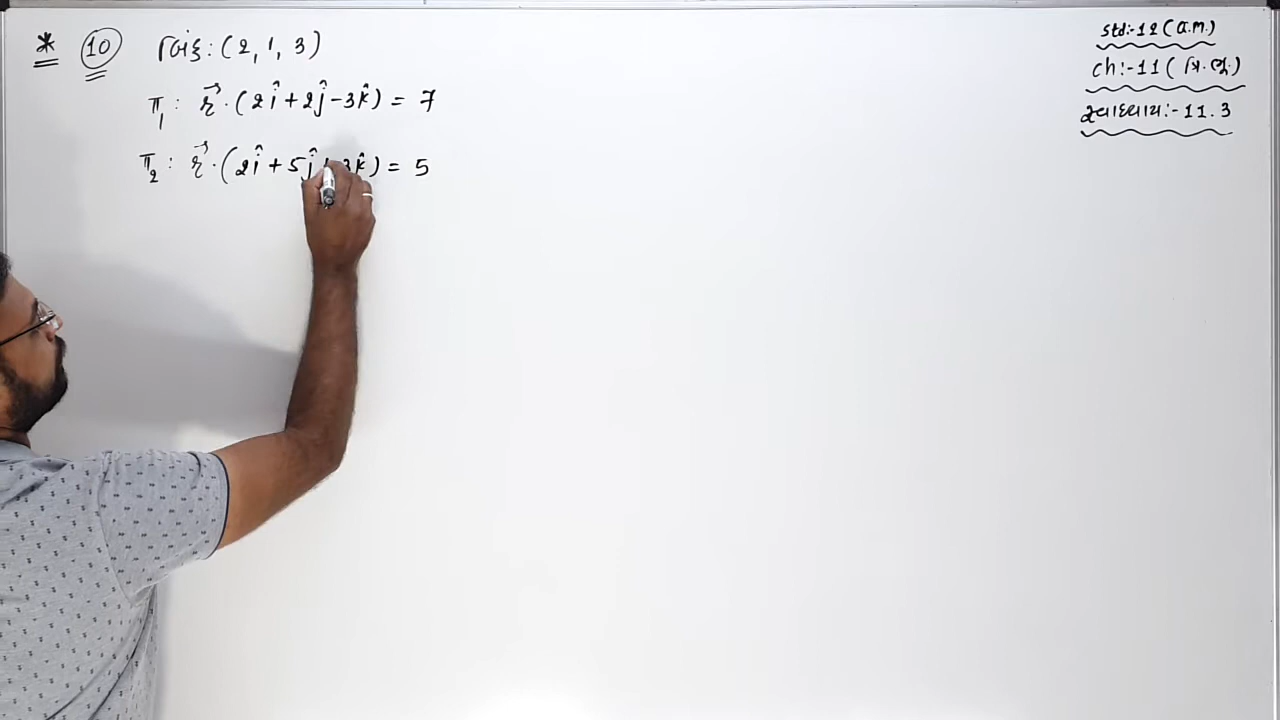 * 10 બિંદુ: (2, 1, 3)
π₁ : r⃗ · (2î + 2ĵ - 3k̂) = 7
π₂ : r⃗ · (2î + 5ĵ + 3k̂) = 5
std:-12 (G.M.)
ch:-11 (ત્રિ.ભૂ.)
સ્વાધ્યાય:- 11.3